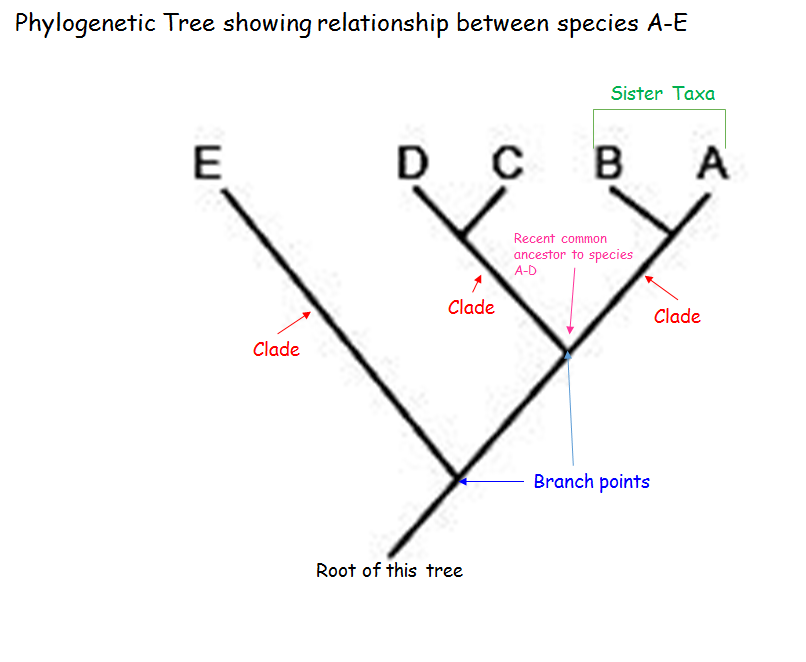 Phylogenetic Tree showing relationship between species A-E
Sister Taxa
E D C B A
Recent common
ancestor to species
A-D
Clade
Clade
Clade
Branch points
Root of this tree